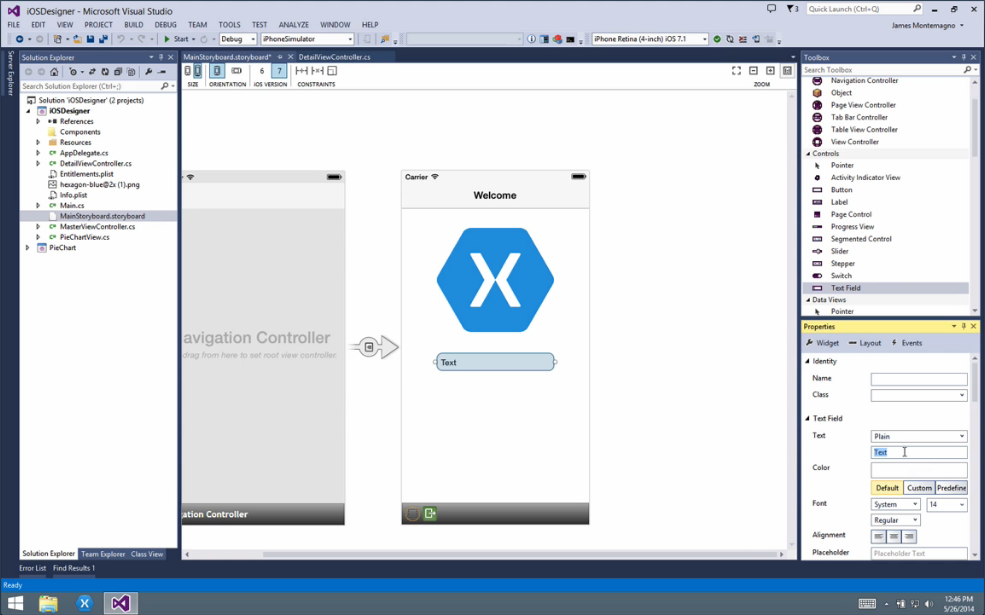 iOSDesigner - Microsoft Visual Studio
3
Quick Launch (Ctrl+Q)
FILE EDIT VIEW PROJECT BUILD DEBUG TEAM TOOLS TEST ANALYZE WINDOW HELP
James Montemagno
Start
Debug
iPhoneSimulator
iPhone Retina (4-inch) iOS 7.1
Server Explorer
Solution Explorer
Search Solution Explorer (Ctrl+;)
Solution 'iOSDesigner' (2 projects)
iOSDesigner
References
Components
Resources
AppDelegate.cs
DetailViewController.cs
Entitlements.plist
hexagon-blue@2x (1).png
Info.plist
Main.cs
MainStoryboard.storyboard
MasterViewController.cs
PieChartView.cs
PieChart
Solution Explorer Team Explorer Class View
MainStoryboard.storyboard*
DetailViewController.cs
6 7
SIZE ORIENTATION IOS VERSION CONSTRAINTS
ZOOM
avigation Controller
drag from here to set root view controller.
gation Controller
Carrier
Welcome
X
Text
Toolbox
Search Toolbox
Navigation Controller
Object
Page View Controller
Tab Bar Controller
Table View Controller
View Controller
Controls
Pointer
Activity Indicator View
Button
Label
Page Control
Progress View
Segmented Control
Slider
Stepper
Switch
Text Field
Data Views
Pointer
Properties
Widget Layout Events
Identity
Name
Class
Text Field
Text Plain
Text
Color
Default Custom Predefine
Font System 14
Regular
Alignment
Placeholder Placeholder Text
Error List Find Results 1
Ready
12:46 PM
5/26/2014